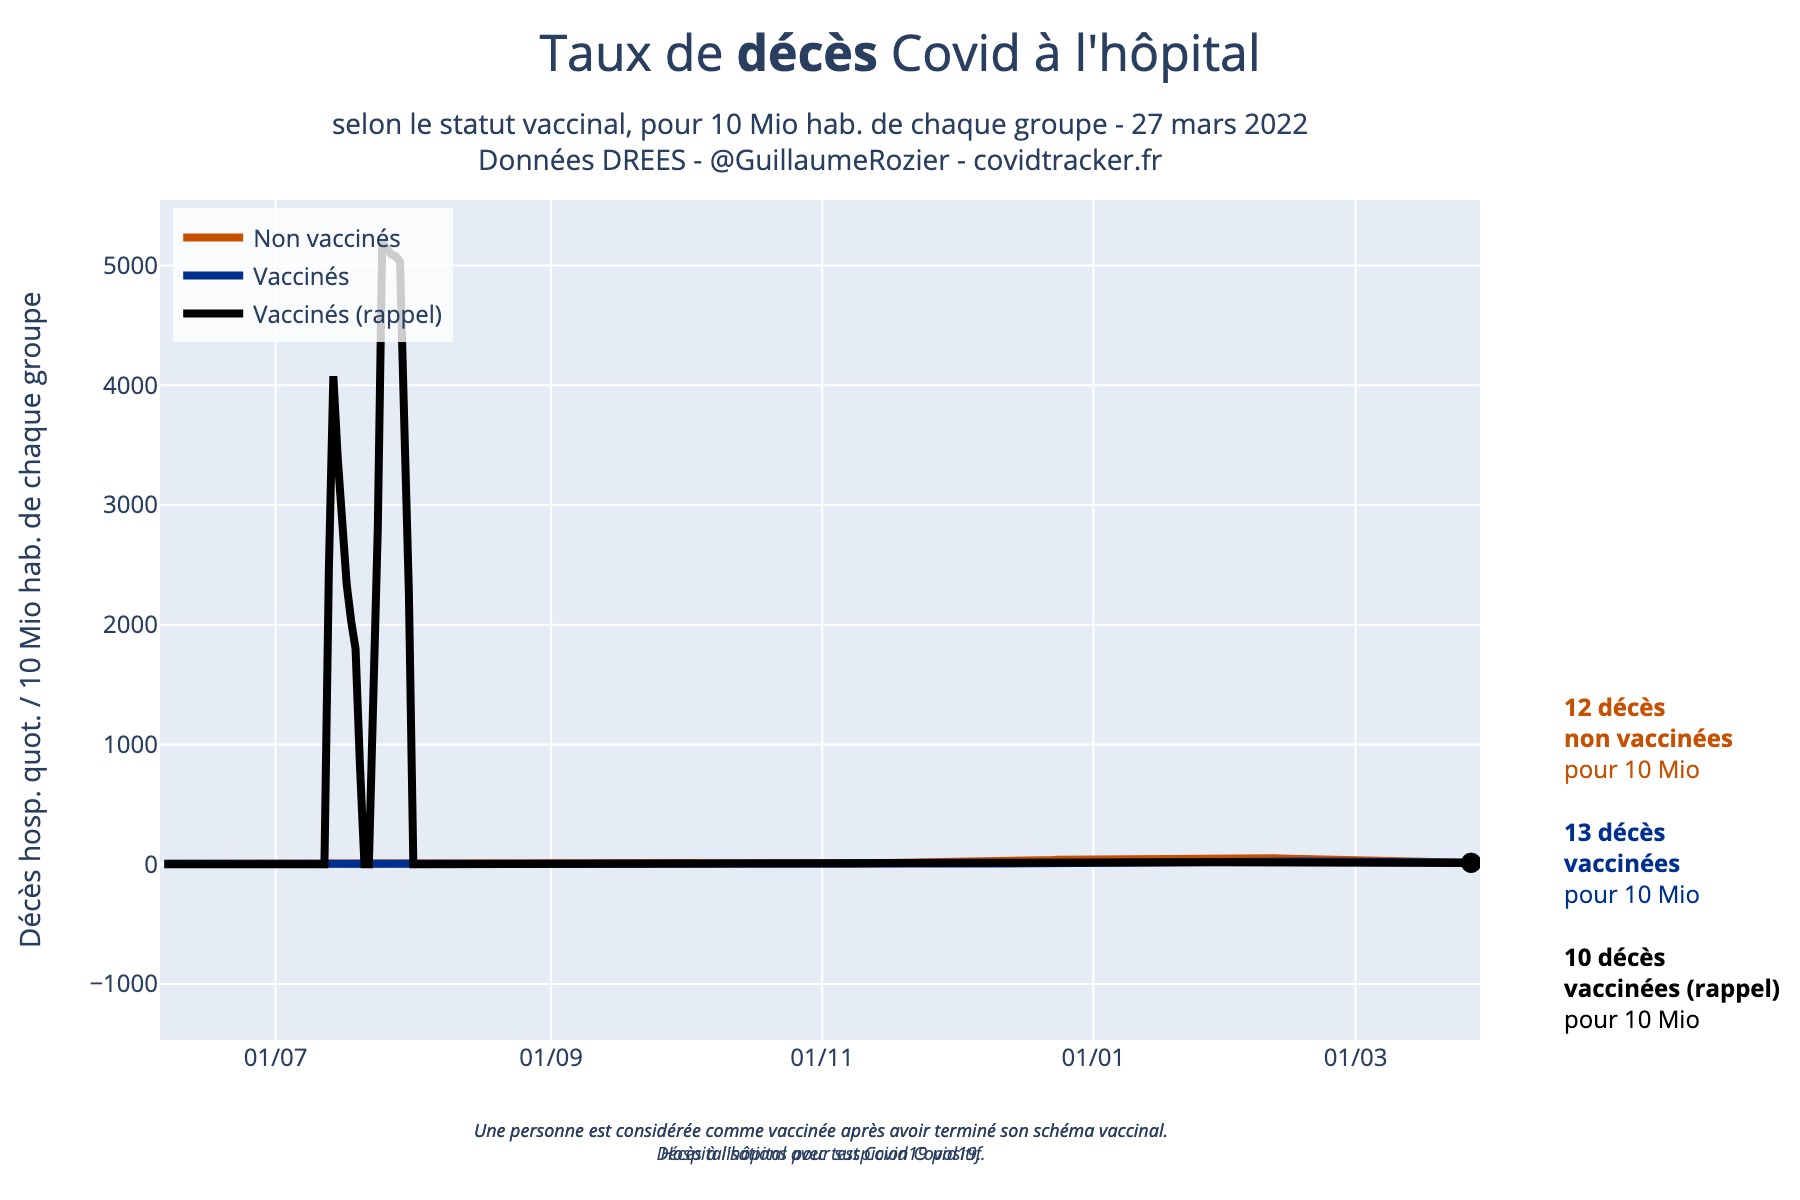 Taux de décès Covid à l'hôpital
selon le statut vaccinal, pour 10 Mio hab. de chaque groupe - 27 mars 2022
Données DREES - @GuillaumeRozier - covidtracker.fr
Décès hosp. quot. / 10 Mio hab. de chaque groupe
Non vaccinés
Vaccinés
Vaccinés (rappel)
5000
4000
3000
2000
1000
0
−1000
01/07
01/09
01/11
01/01
01/03
12 décès
non vaccinées
pour 10 Mio
13 décès
vaccinées
pour 10 Mio
10 décès
vaccinées (rappel)
pour 10 Mio
Une personne est considérée comme vaccinée après avoir terminé son schéma vaccinal.